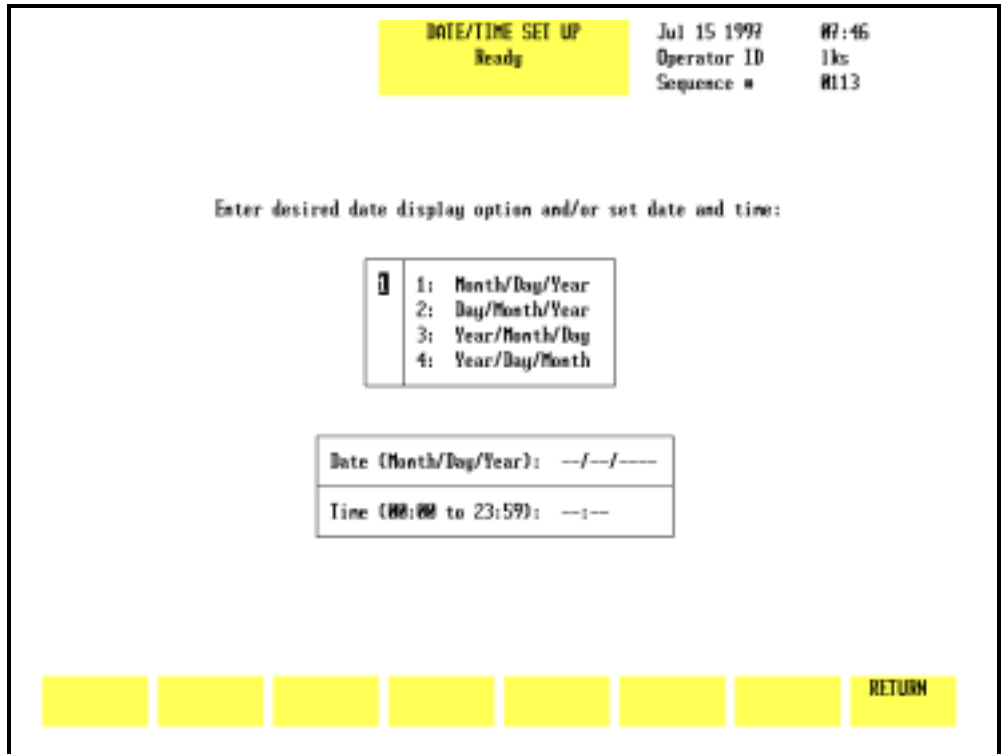 DATE/TIME SET UP
Ready
Jul 15 1997 07:46
Operator ID lks
Sequence # 0113
Enter desired date display option and/or set date and time:
1
1: Month/Day/Year
2: Day/Month/Year
3: Year/Month/Day
4: Year/Day/Month
Date (Month/Day/Year): --/--/----
Time (00:00 to 23:59): --:--
RETURN